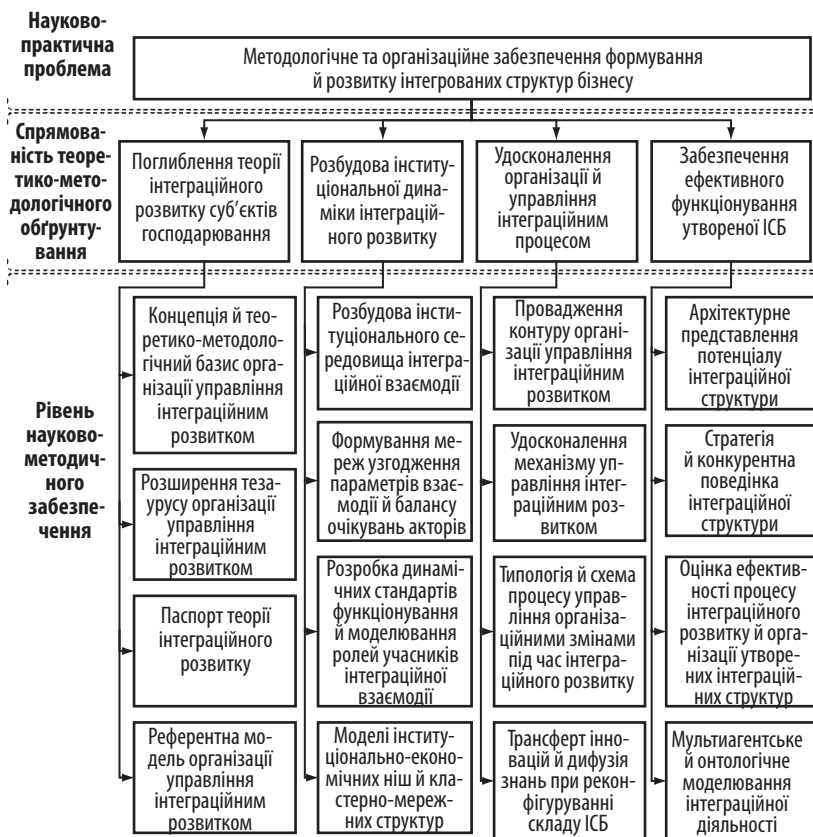 Науково-
практична
проблема
Методологічне та організаційне забезпечення формування
й розвитку інтегрованих структур бізнесу
Спрямова-
ність теоре-
тико-мето-
дологічного
обґрунту-
вання
Поглиблення теорії
інтеграційного
розвитку суб’єктів
господарювання
Розбудова інститу-
ціональної дина-
міки інтеграцій-
ного розвитку
Удосконалення
організації й
управління
інтеграційним
процесом
Забезпечення
ефективного
функціонування
утвореної ІСБ
Рівень
науково-
методич-
ного
забезпе-
чення
Концепція й тео-
ретико-методоло-
гічний базис орга-
нізації управління
інтеграційним
розвитком
Розширення теза-
урусу організації
управління
інтеграційним
розвитком
Паспорт теорії
інтеграційного
розвитку
Референтна мо-
дель організації
управління
інтеграційним
розвитком
Розбудова інсти-
туціонального се-
редовища інтегра-
ційної взаємодії
Формування ме-
реж узгодження
параметрів взає-
модії й балансу
очікувань акторів
Розробка динамі-
чних стандартів
функціонування
й моделювання
ролей учасників
інтеграційної
взаємодії
Моделі інститу-
ціонально-еконо-
мічних ніш й кла-
стерно-мереж-
них структур
Провадження
контуру органі-
зації управління
інтеграційним
розвитком
Удосконалення
механізму уп-
равління інтег-
раційним роз-
витком
Типологія й схема
процесу управ-
ління організа-
ційними змінами
під час інтегра-
ційного розвитку
Трансферт інно-
вацій й дифузія
знань при рекон-
фігуруванні
складу ІСБ
Архітектурне
представлення
потенціалу
інтеграційної
структури
Стратегія
й конкурентна
поведінка
інтеграційної
структури
Оцінка ефектив-
ності процесу
інтеграційного
розвитку й орга-
нізації утворе-
них інтеграцій-
них структур
Мультиагентське
й онтологічне
моделювання
інтеграційної
діяльності